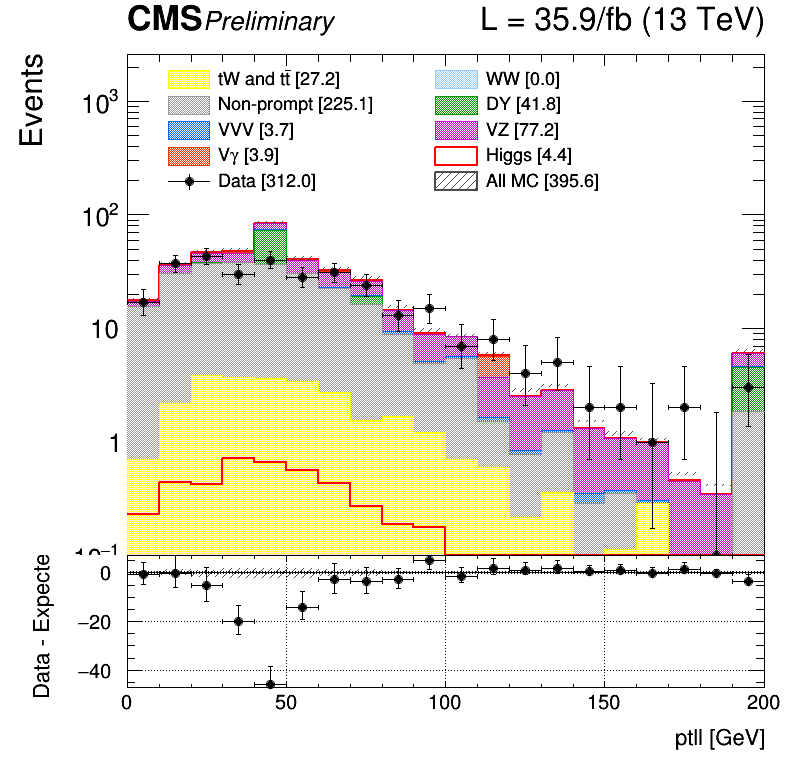 CMS Preliminary L = 35.9/fb (13 TeV)
Events
tW and tt̄ [27.2] WW [0.0]
Non-prompt [225.1] DY [41.8]
VVV [3.7] VZ [77.2]
Vγ [3.9] Higgs [4.4]
Data [312.0] All MC [395.6]
10³
10²
10
1
10⁻¹
Data - Expecte
0
−20
−40
0 50 100 150 200
ptll [GeV]